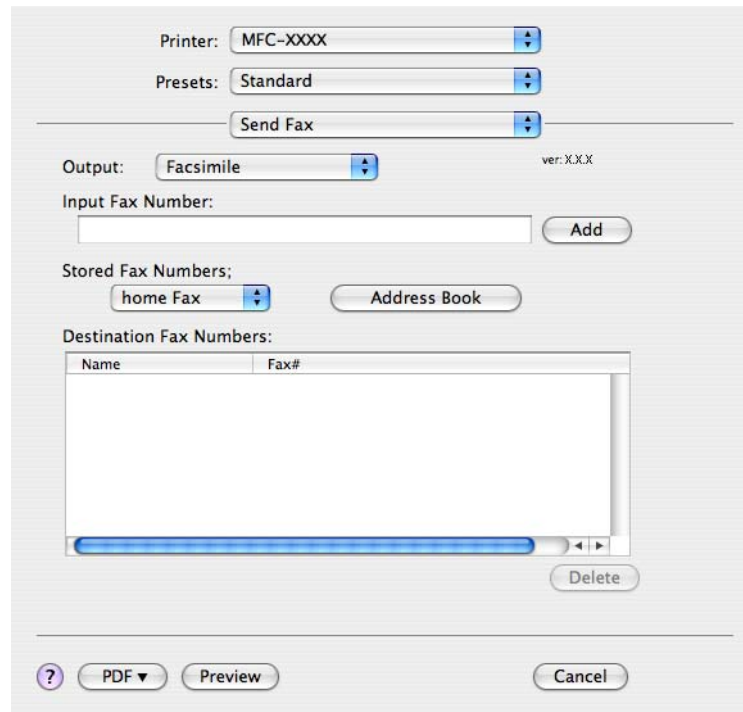 Printer: MFC-XXXX
Presets: Standard
Send Fax
Output: Facsimile ver: X.X.X
Input Fax Number:
Add
Stored Fax Numbers;
home Fax Address Book
Destination Fax Numbers:
Name Fax#
Delete
? PDF▼ Preview Cancel